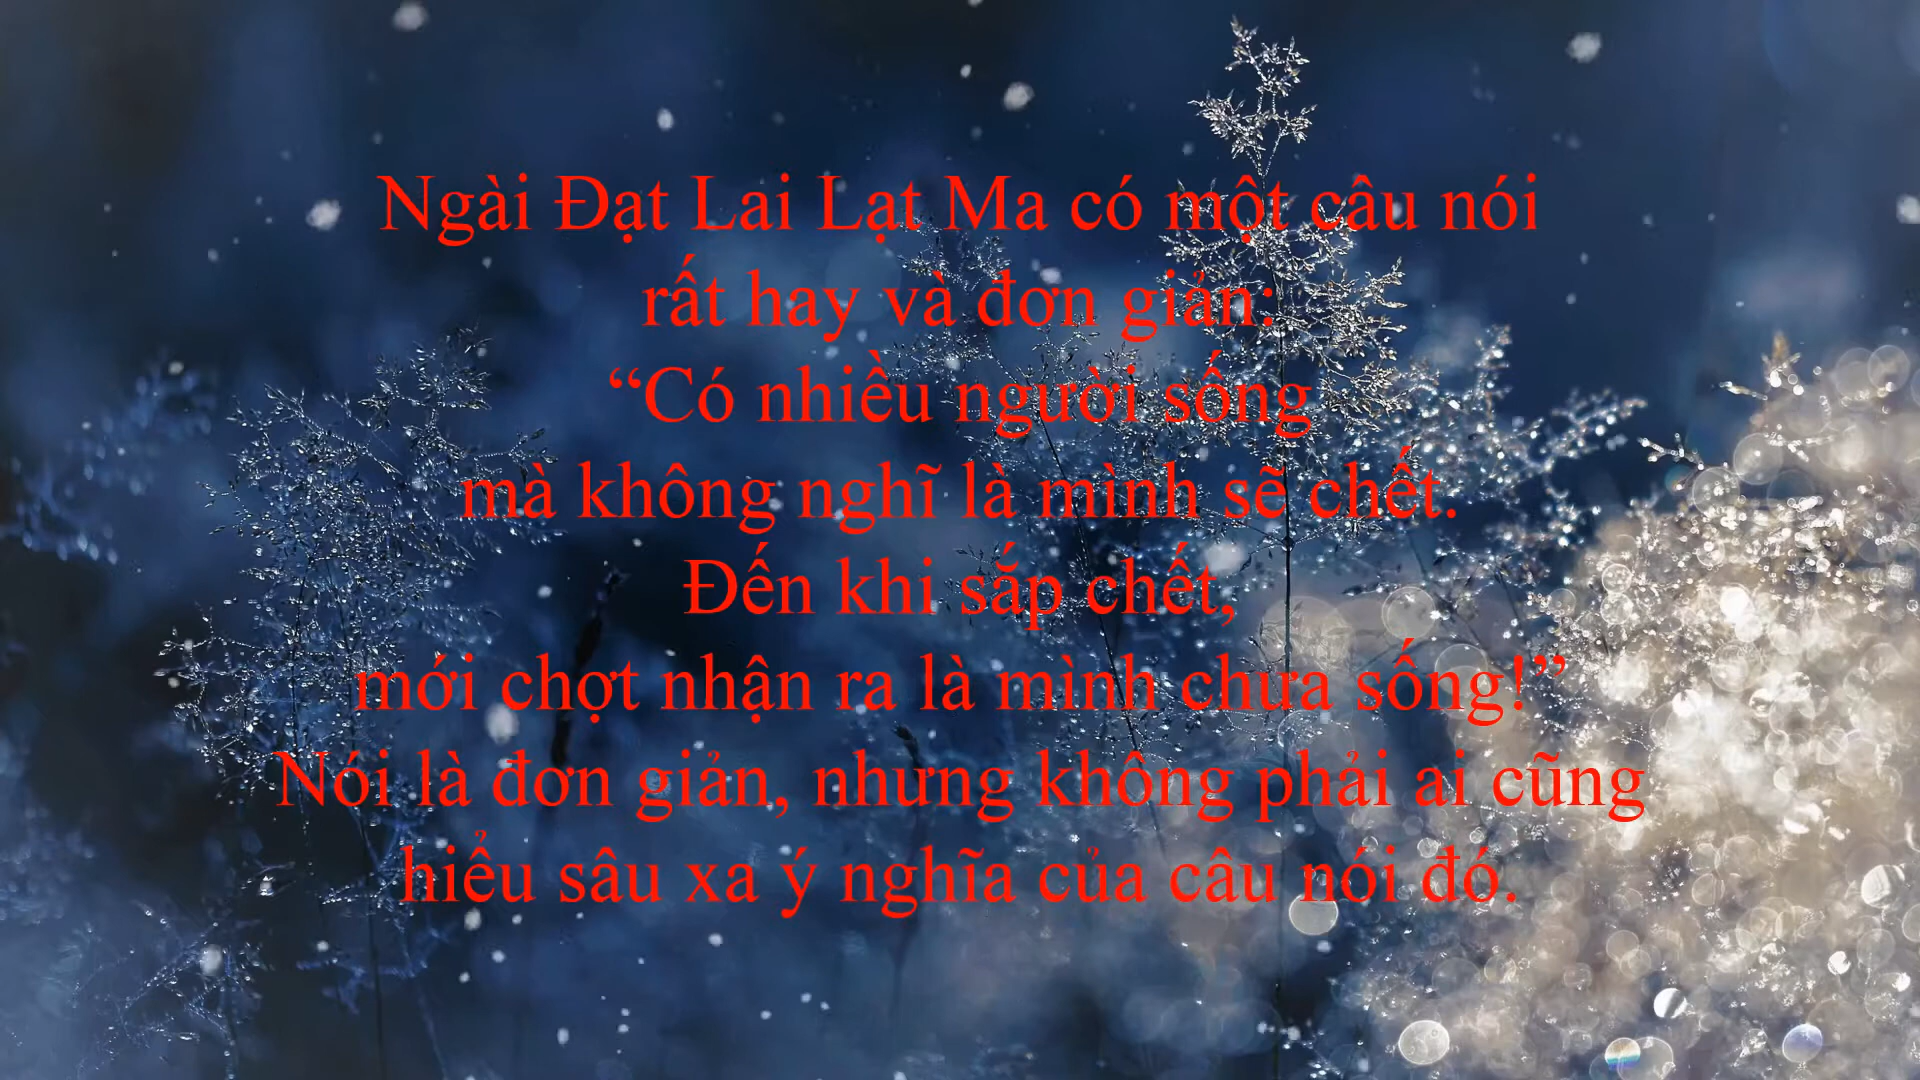 Ngài Đạt Lai Lạt Ma có một câu nói
rất hay và đơn giản:
“Có nhiều người sống
mà không nghĩ là mình sẽ chết.
Đến khi sắp chết,
mới chợt nhận ra là mình chưa sống!”
Nói là đơn giản, nhưng không phải ai cũng
hiểu sâu xa ý nghĩa của câu nói đó.